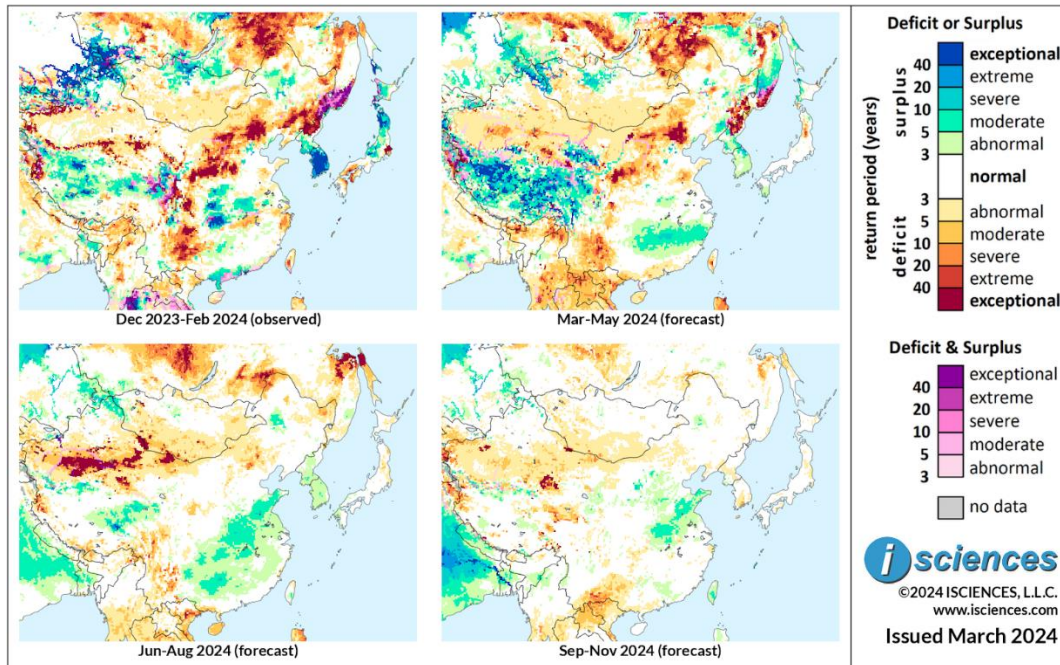 Dec 2023-Feb 2024 (observed)
Mar-May 2024 (forecast)
Jun-Aug 2024 (forecast)
Sep-Nov 2024 (forecast)
Deficit or Surplus
return period (years)
deficit
surplus
exceptional
40
extreme
20
severe
10
moderate
5
abnormal
3
normal
3
abnormal
5
moderate
10
severe
20
extreme
40
exceptional
Deficit & Surplus
exceptional
40
extreme
20
severe
10
moderate
5
abnormal
3
no data
i sciences
©2024 ISCIENCES, L.L.C.
www.isciences.com
Issued March 2024